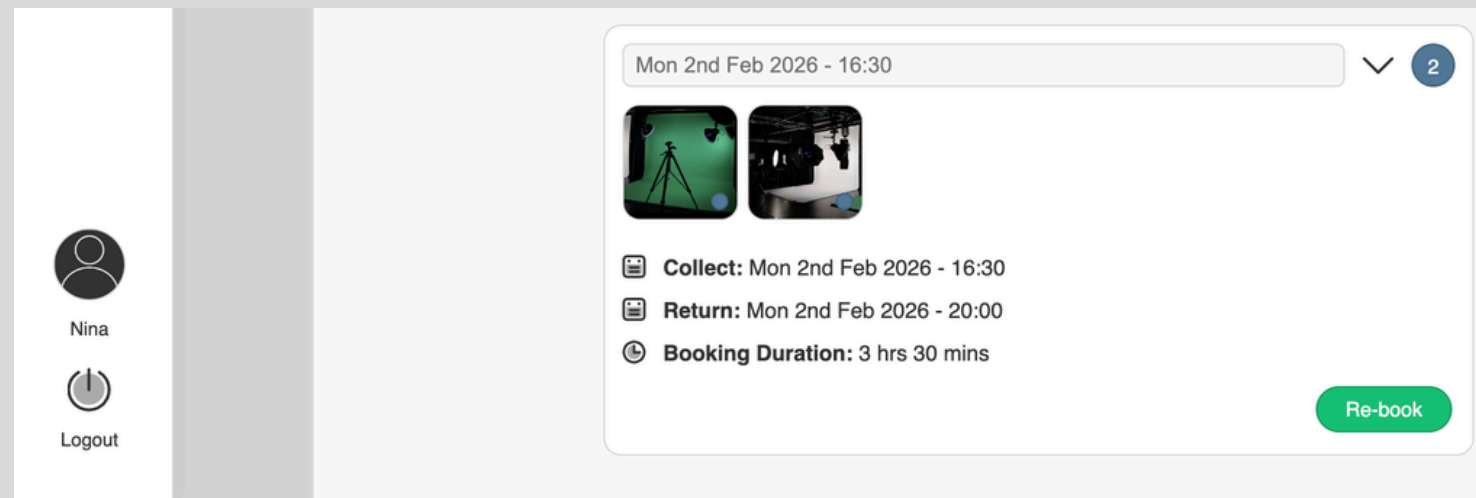 Mon 2nd Feb 2026 - 16:30
2
Collect: Mon 2nd Feb 2026 - 16:30
Return: Mon 2nd Feb 2026 - 20:00
Booking Duration: 3 hrs 30 mins
Re-book
Nina
Logout